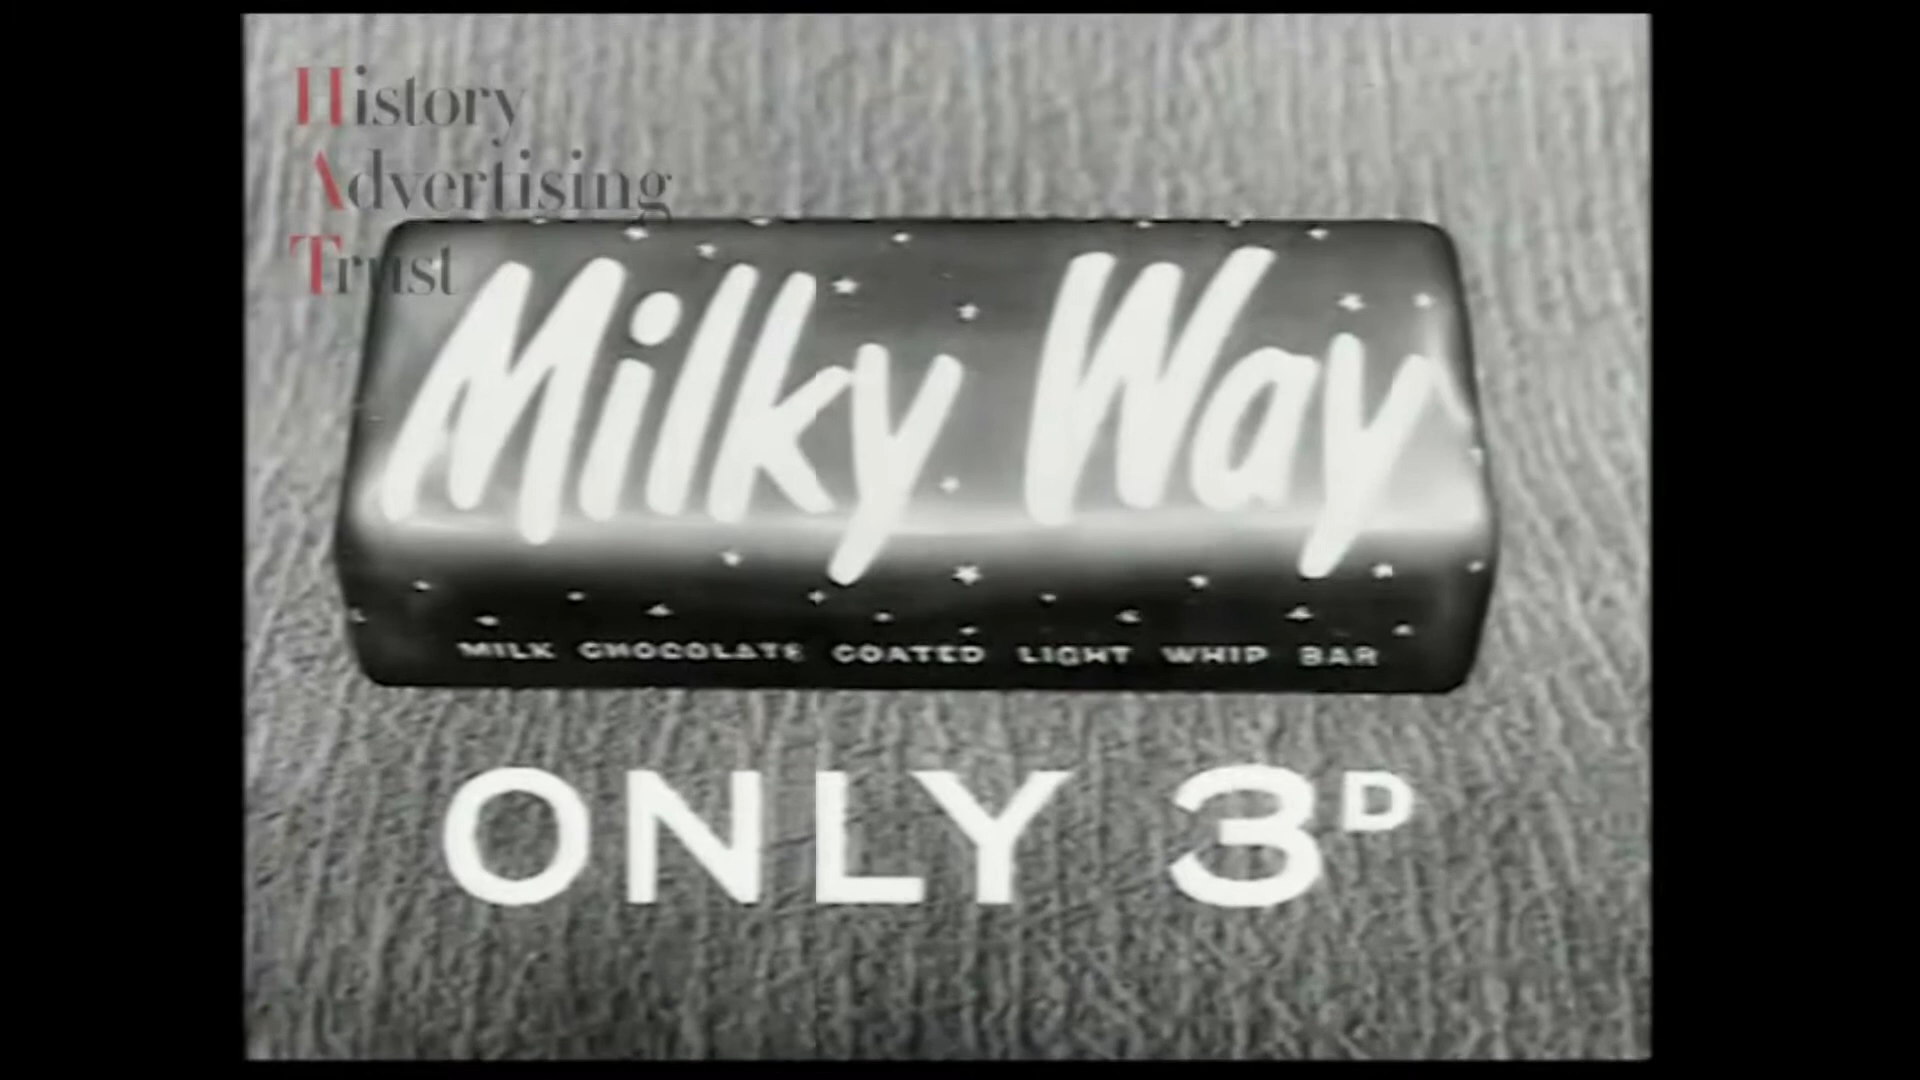 History
Advertising
Trust
Milky Way
MILK CHOCOLATE COATED LIGHT WHIP BAR
ONLY 3D